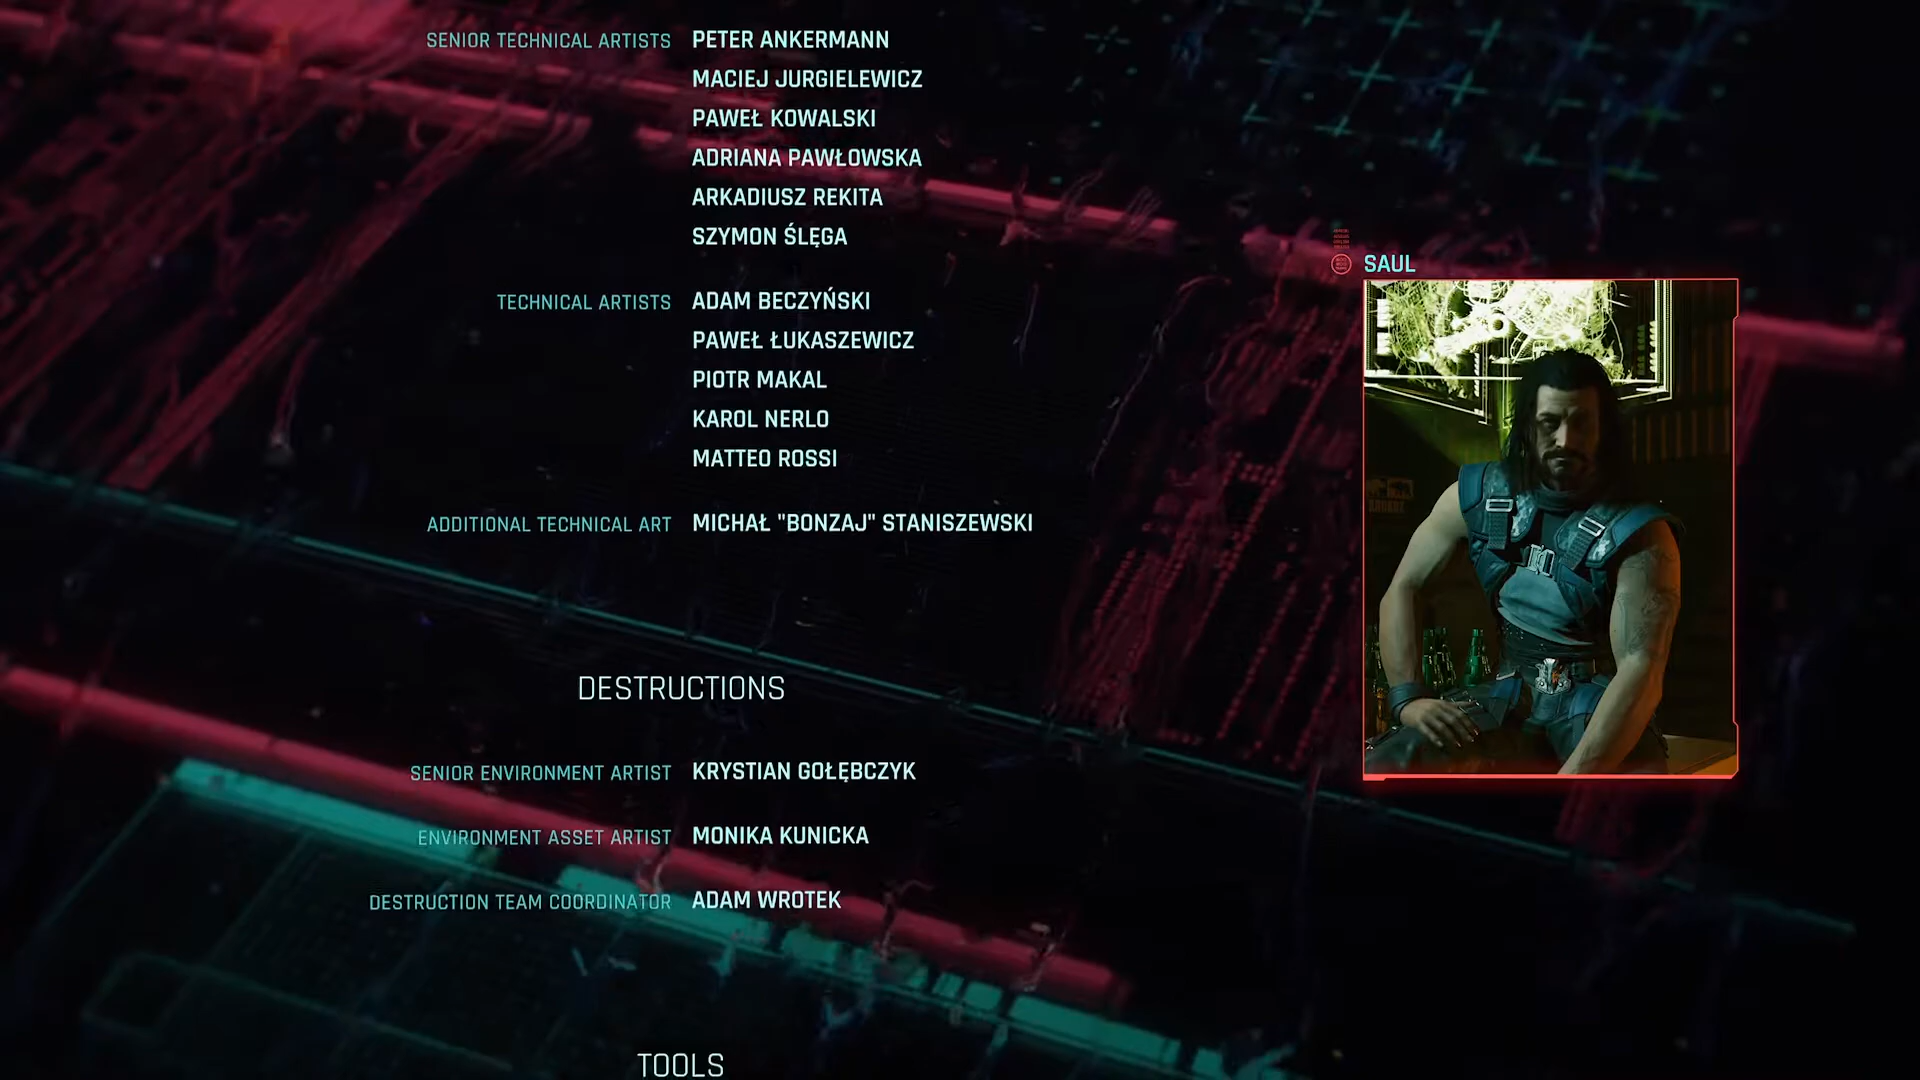 SENIOR TECHNICAL ARTISTS PETER ANKERMANN
MACIEJ JURGIELEWICZ
PAWEŁ KOWALSKI
ADRIANA PAWŁOWSKA
ARKADIUSZ REKITA
SZYMON ŚLĘGA
TECHNICAL ARTISTS ADAM BECZYŃSKI
PAWEŁ ŁUKASZEWICZ
PIOTR MAKAL
KAROL NERLO
MATTEO ROSSI
ADDITIONAL TECHNICAL ART MICHAŁ "BONZAJ" STANISZEWSKI
DESTRUCTIONS
SENIOR ENVIRONMENT ARTIST KRYSTIAN GOŁĘBCZYK
ENVIRONMENT ASSET ARTIST MONIKA KUNICKA
DESTRUCTION TEAM COORDINATOR ADAM WROTEK
TOOLS
SAUL